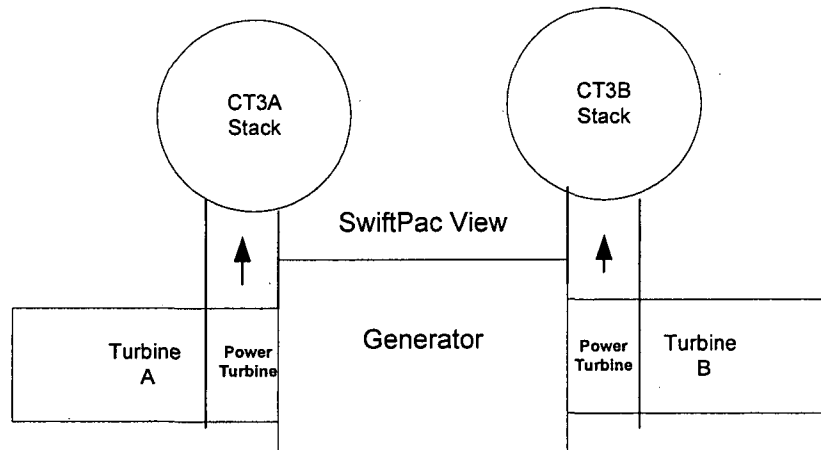 CT3A
Stack
CT3B
Stack
SwiftPac View
Turbine
A
Power
Turbine
Generator
Power
Turbine
Turbine
B